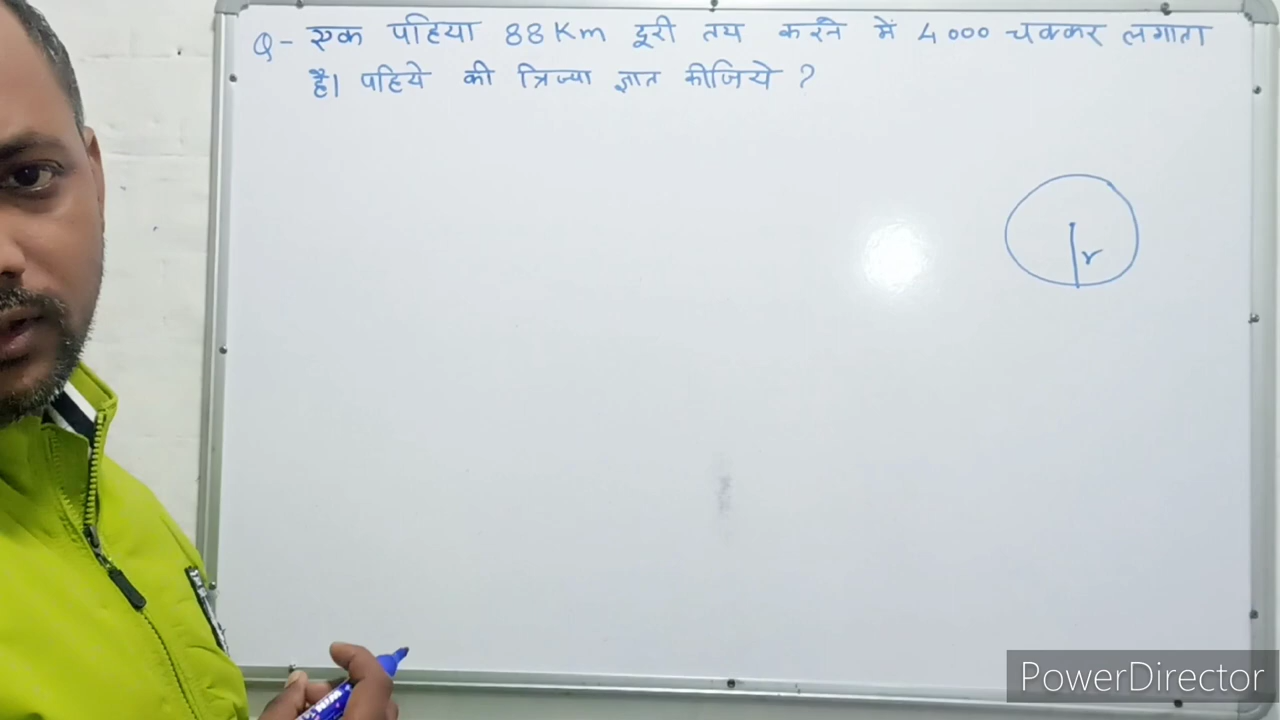 Q- एक पहिया 88 Km दूरी तय करने में 4000 चक्कर लगाता
है। पहिये की त्रिज्या ज्ञात कीजिये ?
r
PowerDirector